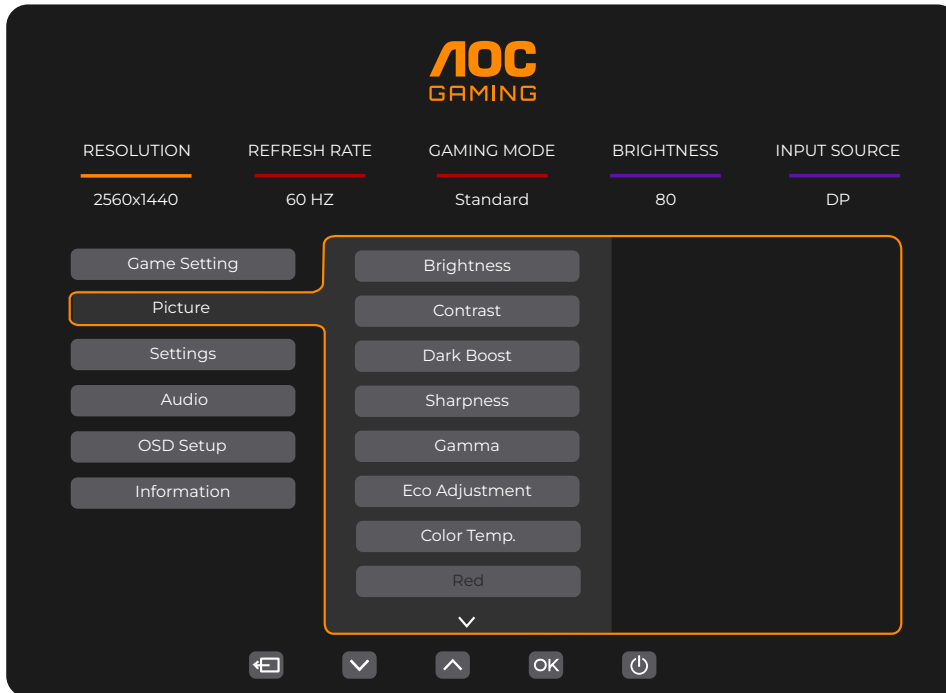 AOC
GAMING
RESOLUTION REFRESH RATE GAMING MODE BRIGHTNESS INPUT SOURCE
2560x1440 60 HZ Standard 80 DP
Game Setting
Picture
Settings
Audio
OSD Setup
Information
Brightness
Contrast
Dark Boost
Sharpness
Gamma
Eco Adjustment
Color Temp.
Red
OK